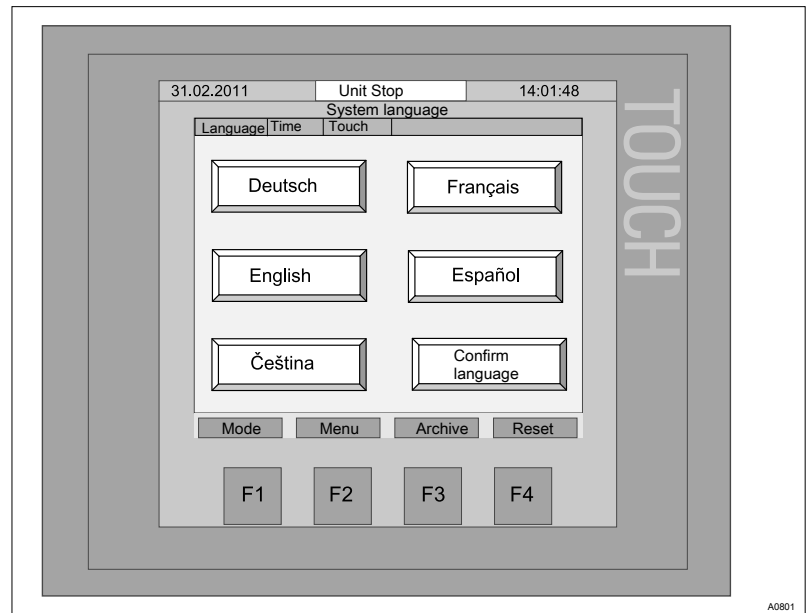 31.02.2011 Unit Stop 14:01:48
System language
Language Time Touch
Deutsch Français
English Español
Čeština Confirm
language
Mode Menu Archive Reset
F1 F2 F3 F4
TOUCH
A0801